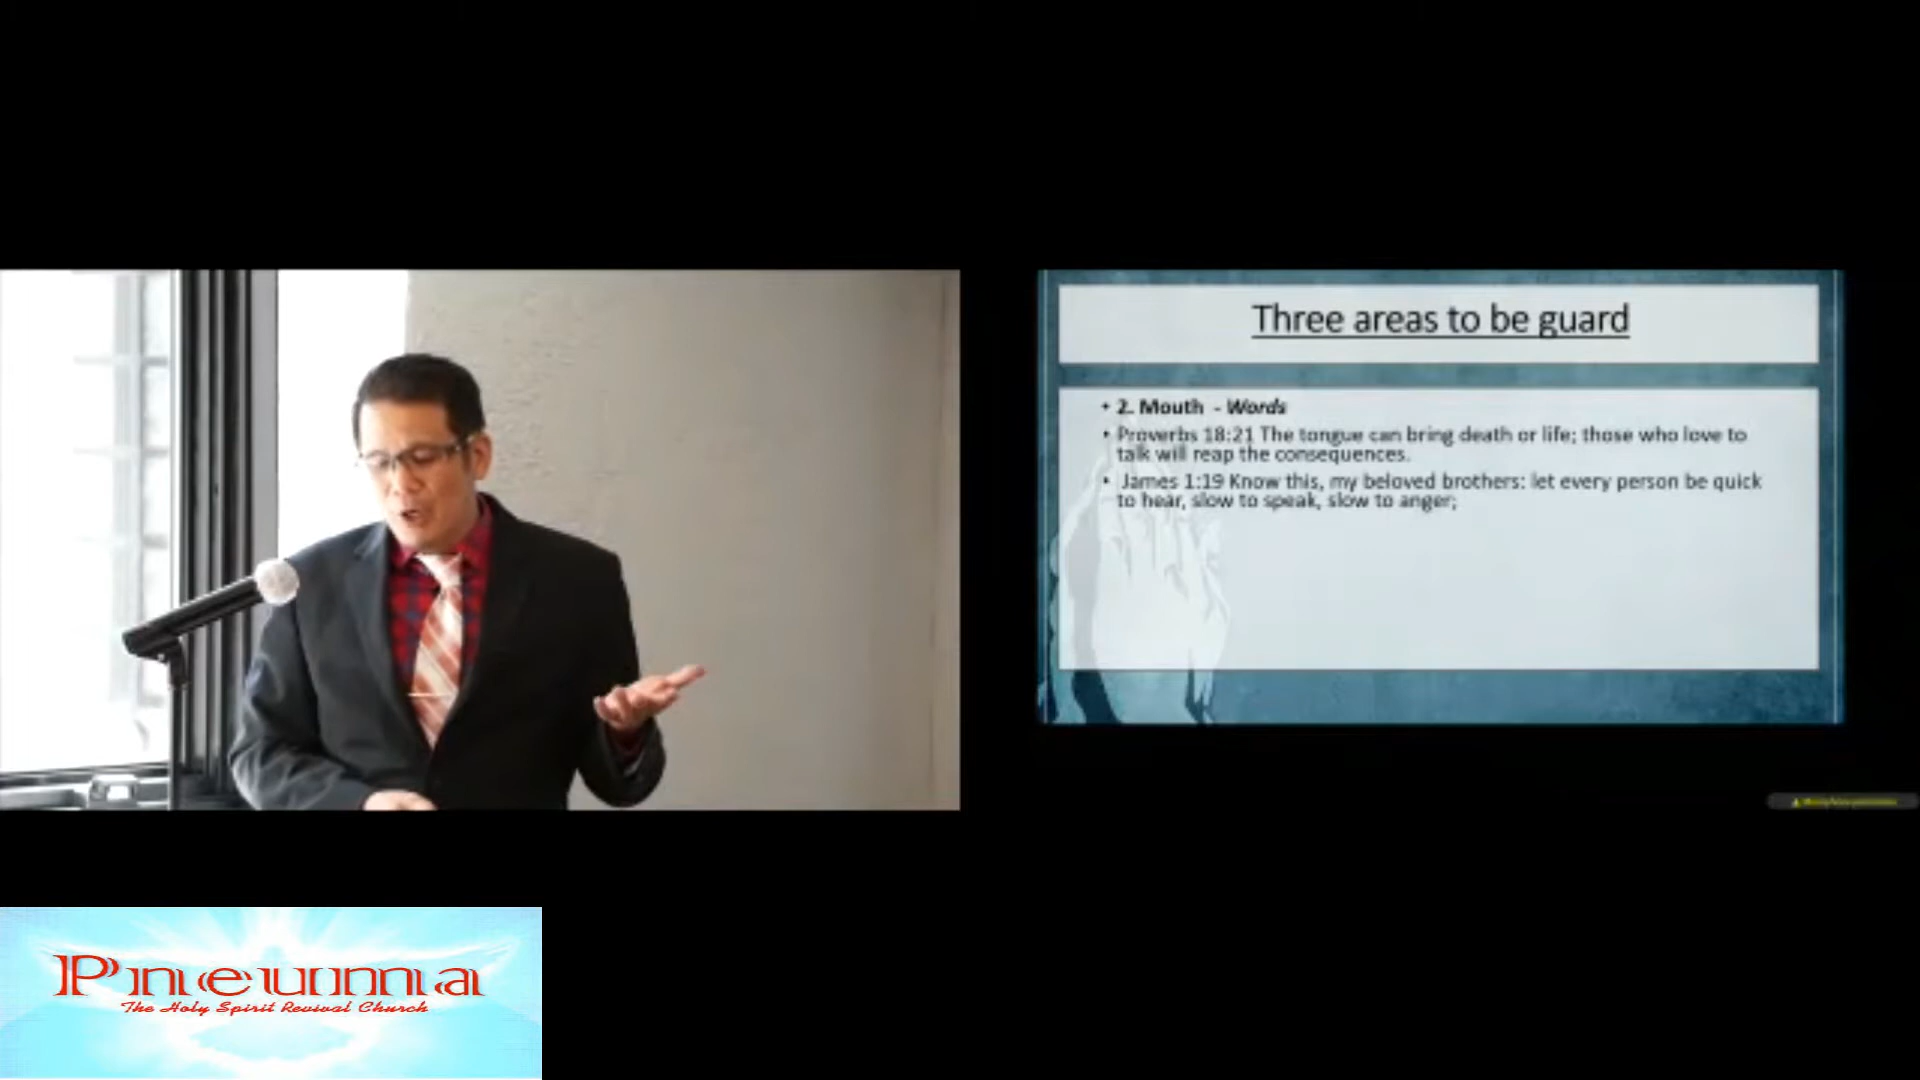 Three areas to be guard
• 2. Mouth - Words
• Proverbs 18:21 The tongue can bring death or life; those who love to
talk will reap the consequences.
• James 1:19 Know this, my beloved brothers: let every person be quick
to hear, slow to speak, slow to anger;
Pneuma
The Holy Spirit Revival Church